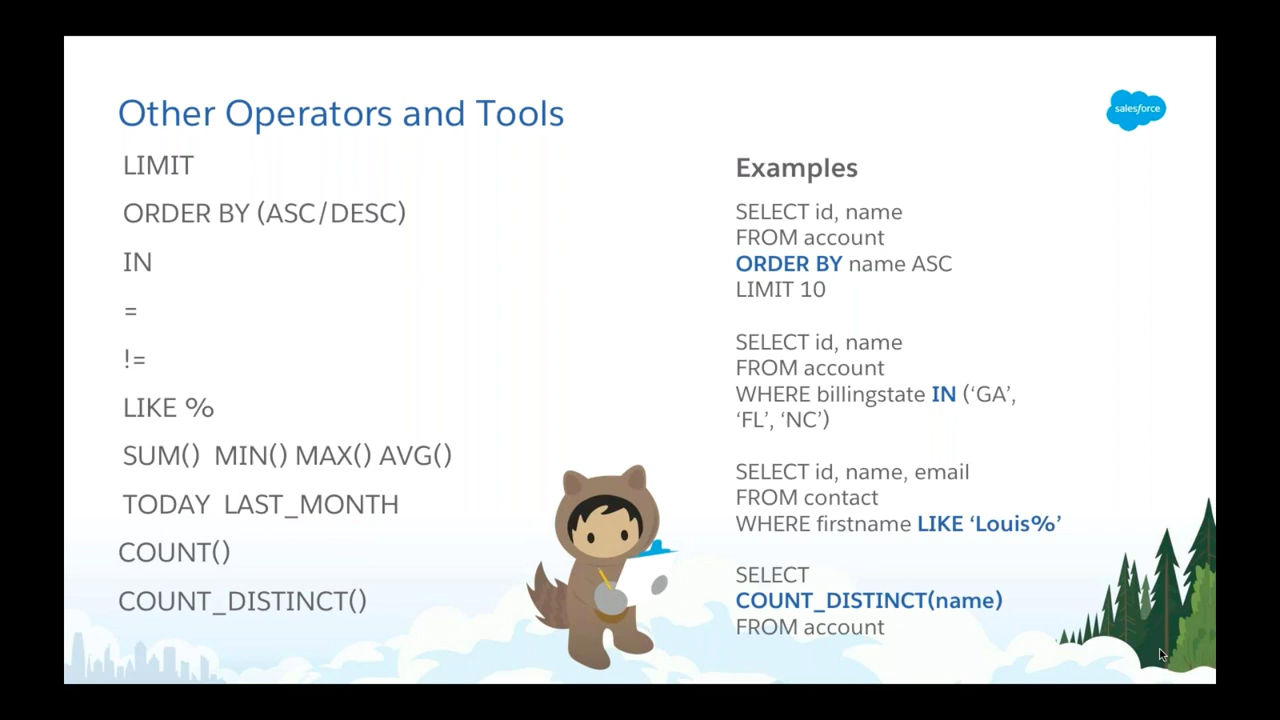 Other Operators and Tools
salesforce
LIMIT
ORDER BY (ASC/DESC)
IN
=
!=
LIKE %
SUM()  MIN() MAX() AVG()
TODAY  LAST_MONTH
COUNT()
COUNT_DISTINCT()
Examples
SELECT id, name
FROM account
ORDER BY name ASC
LIMIT 10
SELECT id, name
FROM account
WHERE billingstate IN (‘GA’,
‘FL’, ‘NC’)
SELECT id, name, email
FROM contact
WHERE firstname LIKE ‘Louis%’
SELECT
COUNT_DISTINCT(name)
FROM account